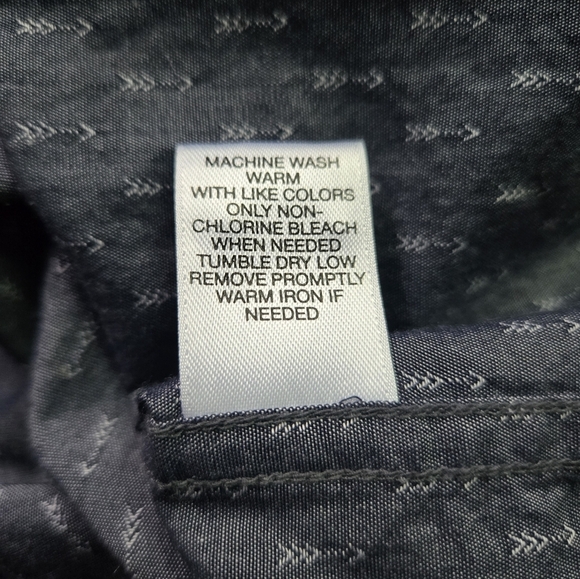 MACHINE WASH
WARM
WITH LIKE COLORS
ONLY NON-
CHLORINE BLEACH
WHEN NEEDED
TUMBLE DRY LOW
REMOVE PROMPTLY
WARM IRON IF
NEEDED